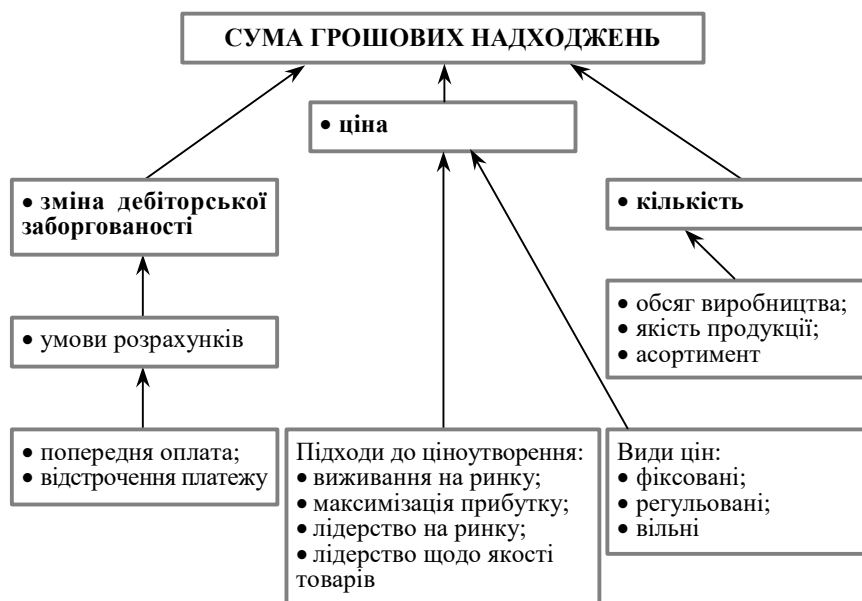 СУМА ГРОШОВИХ НАДХОДЖЕНЬ
• ціна
• зміна дебіторської
заборгованості
• кількість
• умови розрахунків
• обсяг виробництва;
• якість продукції;
• асортимент
• попередня оплата;
• відстрочення платежу
Підходи до ціноутворення:
• виживання на ринку;
• максимізація прибутку;
• лідерство на ринку;
• лідерство щодо якості
товарів
Види цін:
• фіксовані;
• регульовані;
• вільні